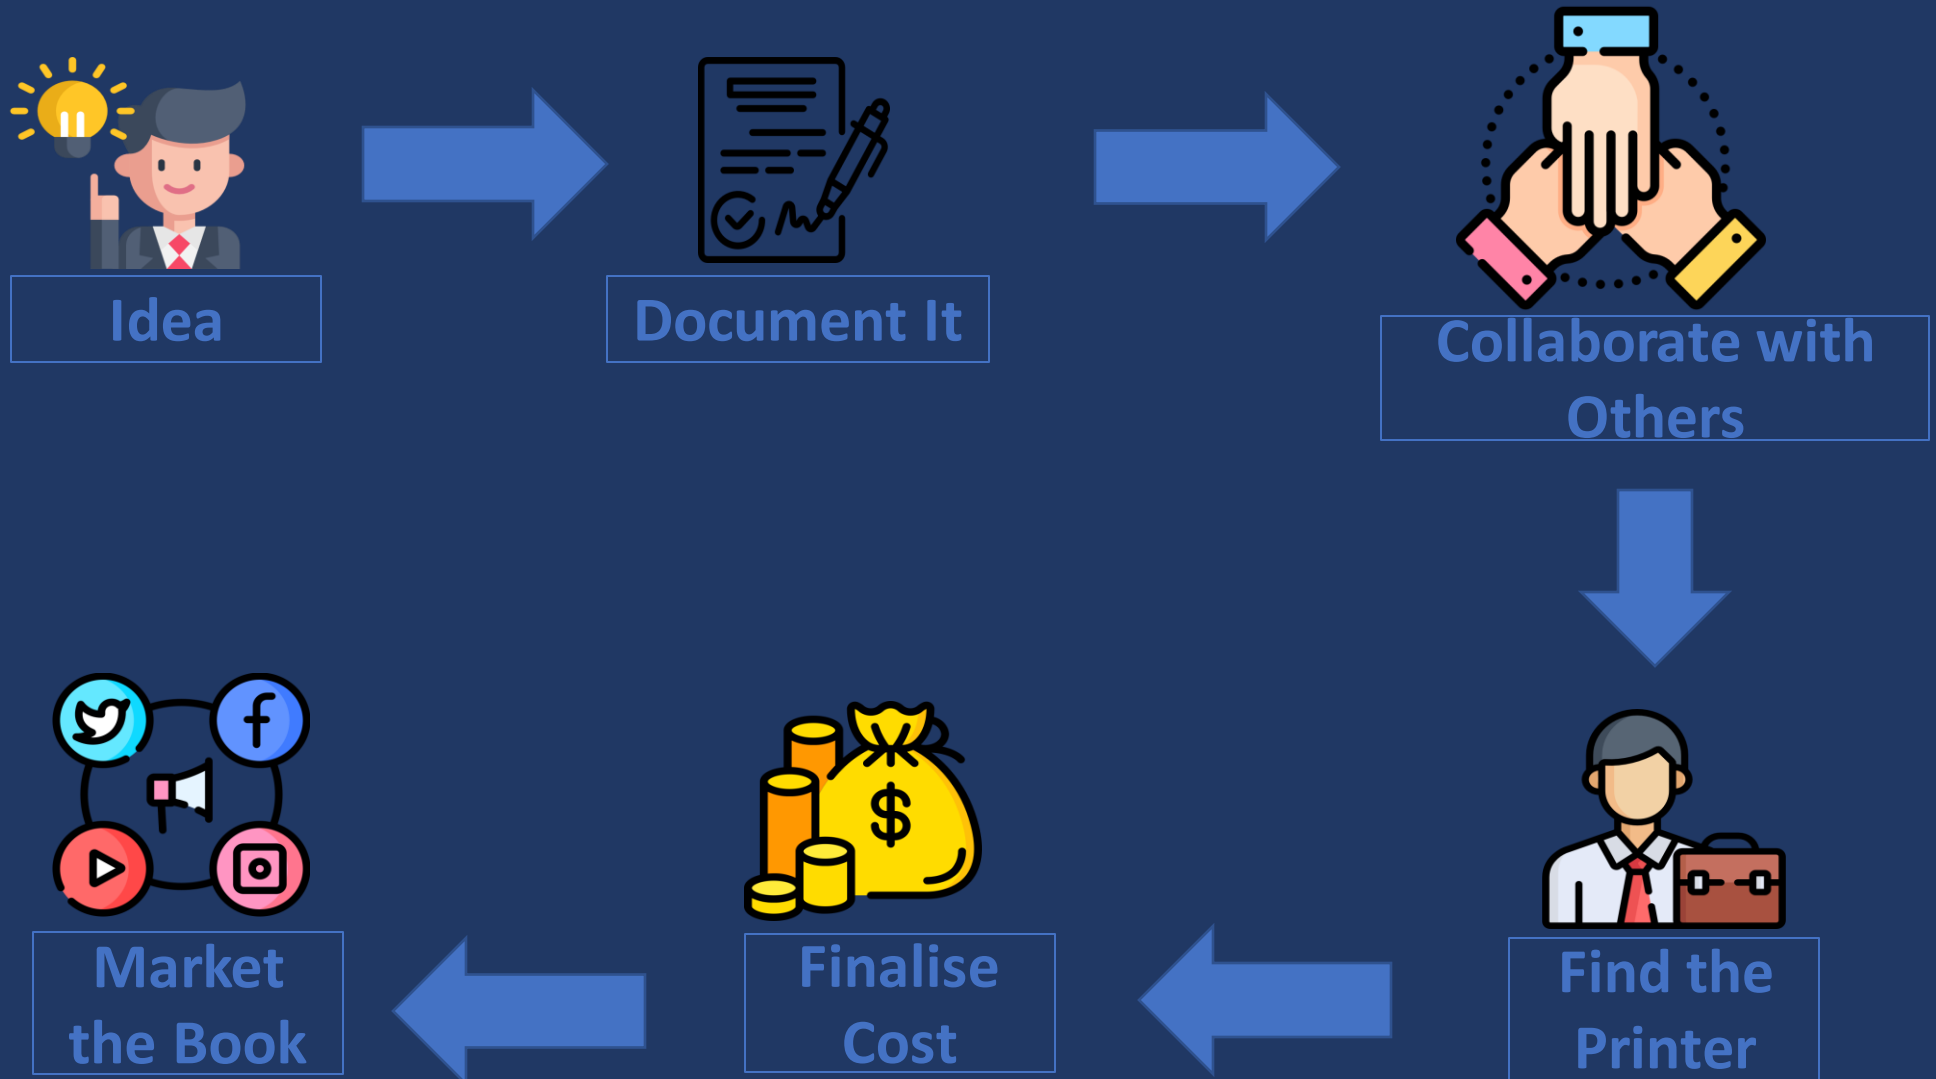 Idea
Document It
Collaborate with
Others
Market
the Book
Finalise
Cost
Find the
Printer